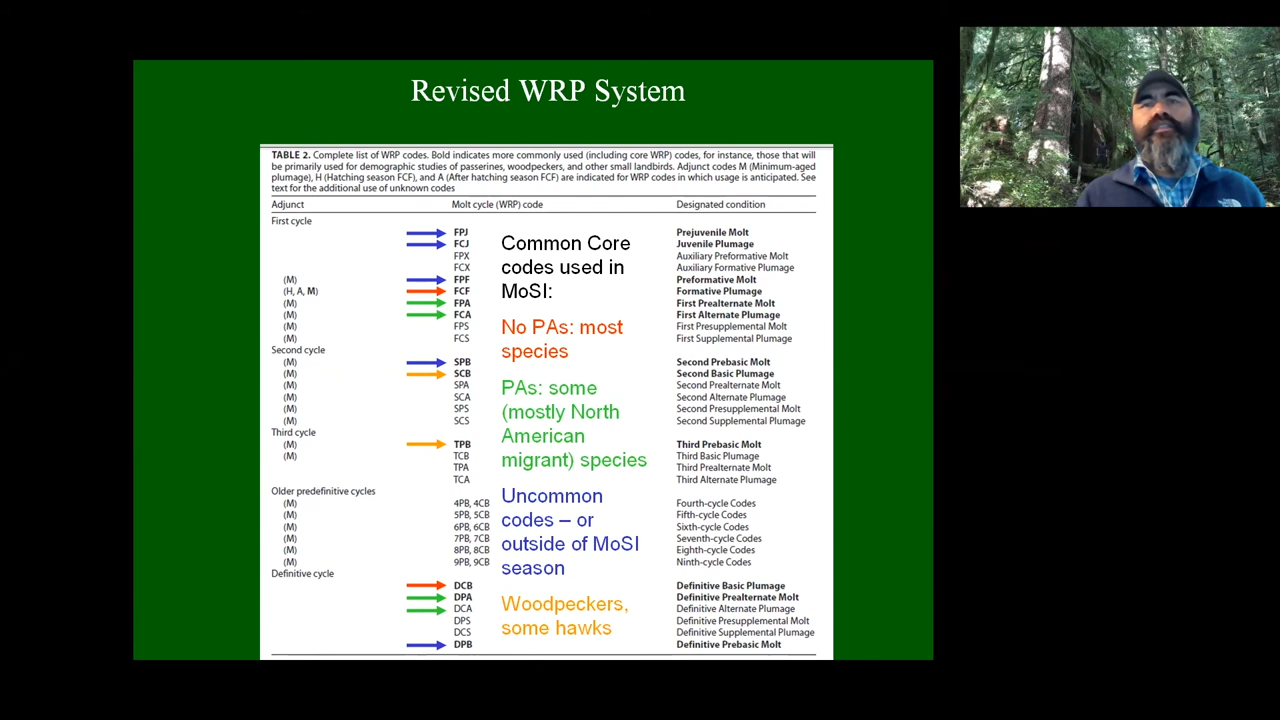 Revised WRP System
TABLE 2. Complete list of WRP codes. Bold indicates more commonly used (including core WRP) codes, for instance, those that will
be primarily used for demographic studies of passerines, woodpeckers, and other small landbirds. Adjunct codes M (Minimum-aged
plumage), H (Hatching season FCF), and A (After hatching season FCF) are indicated for WRP codes in which usage is anticipated. See
text for the additional use of unknown codes
Adjunct Molt cycle (WRP) code Designated condition
First cycle
FPJ Prejuvenile Molt
FCJ Juvenile Plumage
FPX Auxiliary Preformative Molt
FCX Auxiliary Formative Plumage
(M) FPF Preformative Molt
(H, A, M) FCF Formative Plumage
(M) FPA First Prealternate Molt
(M) FCA First Alternate Plumage
(M) FPS First Presupplemental Molt
(M) FCS First Supplemental Plumage
Second cycle
(M) SPB Second Prebasic Molt
(M) SCB Second Basic Plumage
(M) SPA Second Prealternate Molt
(M) SCA Second Alternate Plumage
(M) SPS Second Presupplemental Molt
(M) SCS Second Supplemental Plumage
Third cycle
(M) TPB Third Prebasic Molt
(M) TCB Third Basic Plumage
TPA Third Prealternate Molt
TCA Third Alternate Plumage
Older predefinitive cycles
(M) 4PB, 4CB Fourth-cycle Codes
(M) 5PB, 5CB Fifth-cycle Codes
(M) 6PB, 6CB Sixth-cycle Codes
(M) 7PB, 7CB Seventh-cycle Codes
(M) 8PB, 8CB Eighth-cycle Codes
(M) 9PB, 9CB Ninth-cycle Codes
Definitive cycle
DCB Definitive Basic Plumage
DPA Definitive Prealternate Molt
DCA Definitive Alternate Plumage
DPS Definitive Presupplemental Molt
DCS Definitive Supplemental Plumage
DPB Definitive Prebasic Molt
Common Core
codes used in
MoSI:
No PAs: most
species
PAs: some
(mostly North
American
migrant) species
Uncommon
codes – or
outside of MoSI
season
Woodpeckers,
some hawks